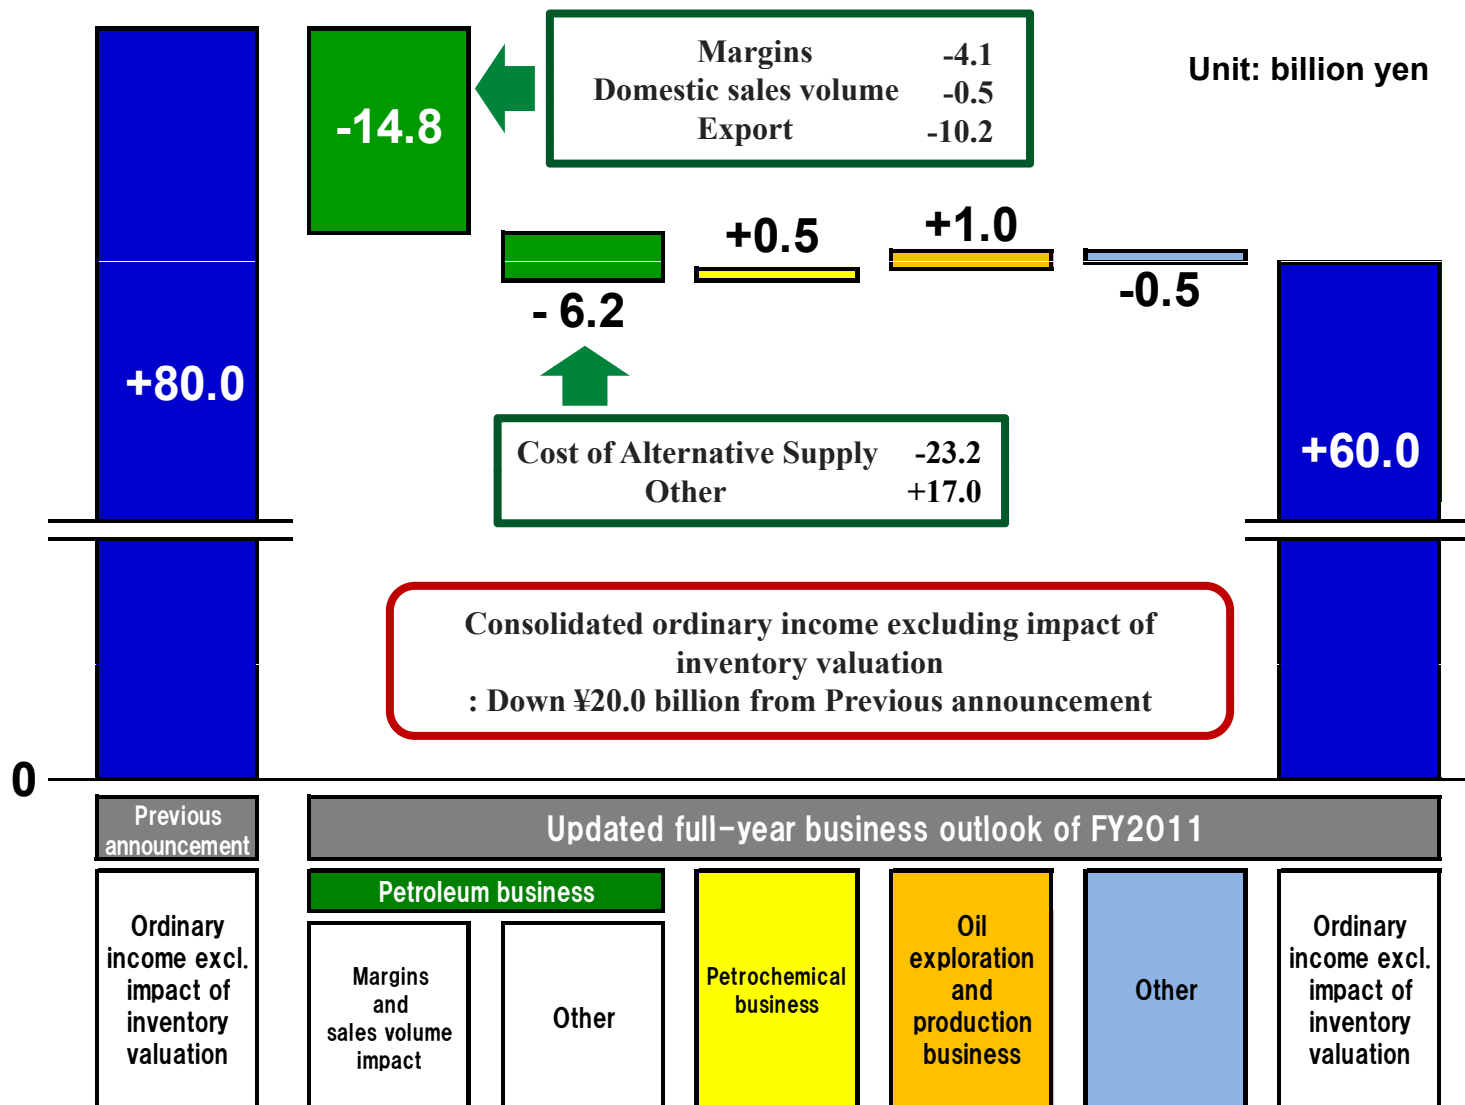 Unit: billion yen
Margins -4.1
Domestic sales volume -0.5
Export -10.2
-14.8
+0.5
+1.0
- 6.2
-0.5
+80.0
+60.0
Cost of Alternative Supply -23.2
Other +17.0
Consolidated ordinary income excluding impact of
inventory valuation
: Down ¥20.0 billion from Previous announcement
0
Previous
announcement
Updated full-year business outlook of FY2011
Ordinary
income excl.
impact of
inventory
valuation
Petroleum business
Margins
and
sales volume
impact
Other
Petrochemical
business
Oil
exploration
and
production
business
Other
Ordinary
income excl.
impact of
inventory
valuation